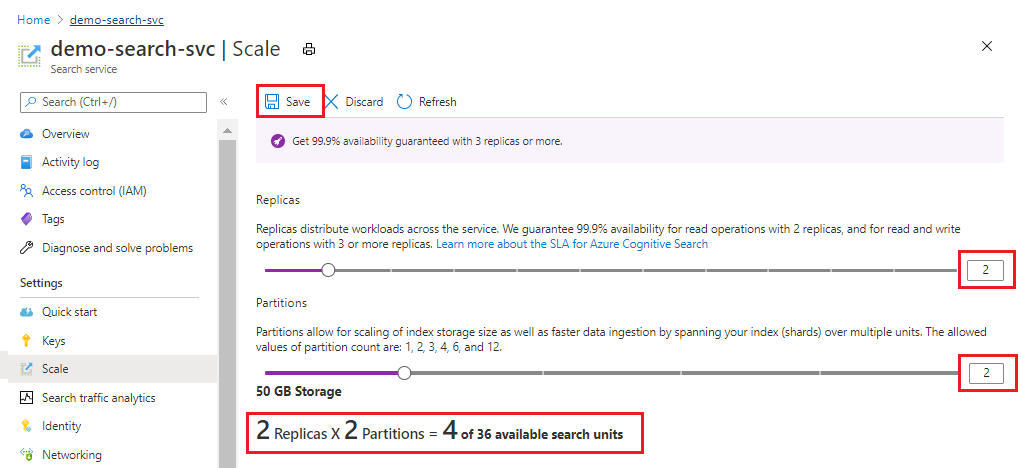 Home > demo-search-svc
demo-search-svc | Scale
Search service
Search (Ctrl+/)
«
Overview
Activity log
Access control (IAM)
Tags
Diagnose and solve problems
Settings
Quick start
Keys
Scale
Search traffic analytics
Identity
Networking
Save Discard Refresh
Get 99.9% availability guaranteed with 3 replicas or more.
Replicas
Replicas distribute workloads across the service. We guarantee 99.9% availability for read operations with 2 replicas, and for read and write
operations with 3 or more replicas. Learn more about the SLA for Azure Cognitive Search
2
Partitions
Partitions allow for scaling of index storage size as well as faster data ingestion by spanning your index (shards) over multiple units. The allowed
values of partition count are: 1, 2, 3, 4, 6, and 12.
2
50 GB Storage
2 Replicas X 2 Partitions = 4 of 36 available search units